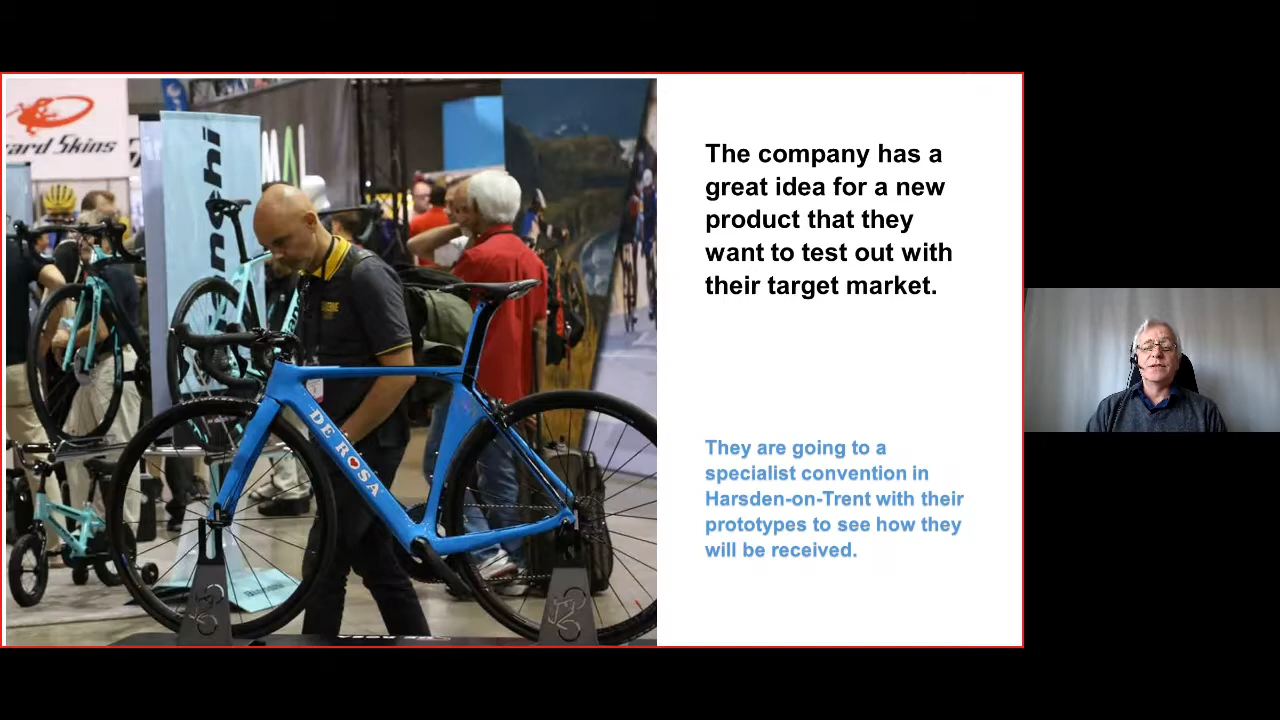 ard Skins
nchi
DE ROSA
The company has a
great idea for a new
product that they
want to test out with
their target market.
They are going to a
specialist convention in
Harsden-on-Trent with their
prototypes to see how they
will be received.